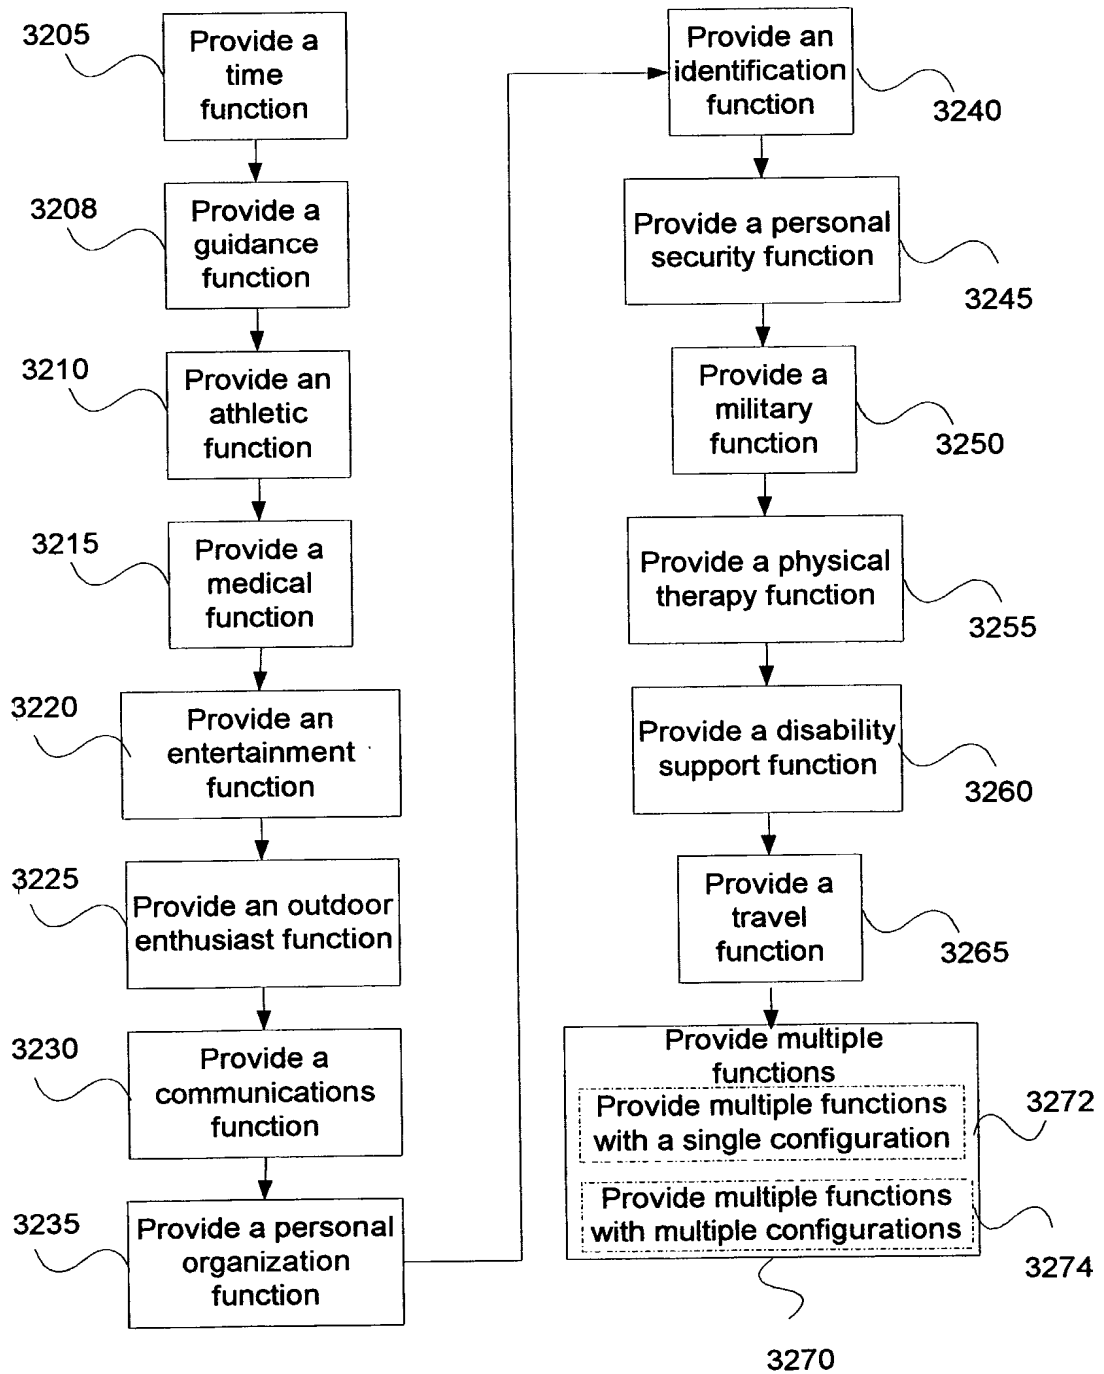 3205
Provide a
time
function
3208
Provide a
guidance
function
3210
Provide an
athletic
function
3215
Provide a
medical
function
3220
Provide an
entertainment
function
3225
Provide an outdoor
enthusiast function
3230
Provide a
communications
function
3235
Provide a personal
organization
function
Provide an
identification
function
3240
Provide a personal
security function
3245
Provide a
military
function
3250
Provide a physical
therapy function
3255
Provide a disability
support function
3260
Provide a
travel
function
3265
Provide multiple
functions
Provide multiple functions
with a single configuration
3272
Provide multiple functions
with multiple configurations
3274
3270